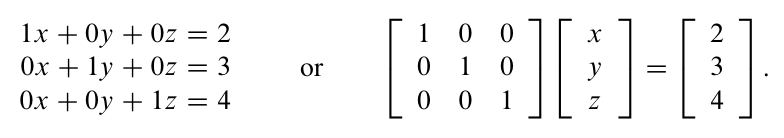 1x + 0y + 0z = 2 [ 1 0 0 ] [ x ] [ 2 ]
0x + 1y + 0z = 3 or [ 0 1 0 ] [ y ] = [ 3 ] .
0x + 0y + 1z = 4 [ 0 0 1 ] [ z ] [ 4 ]